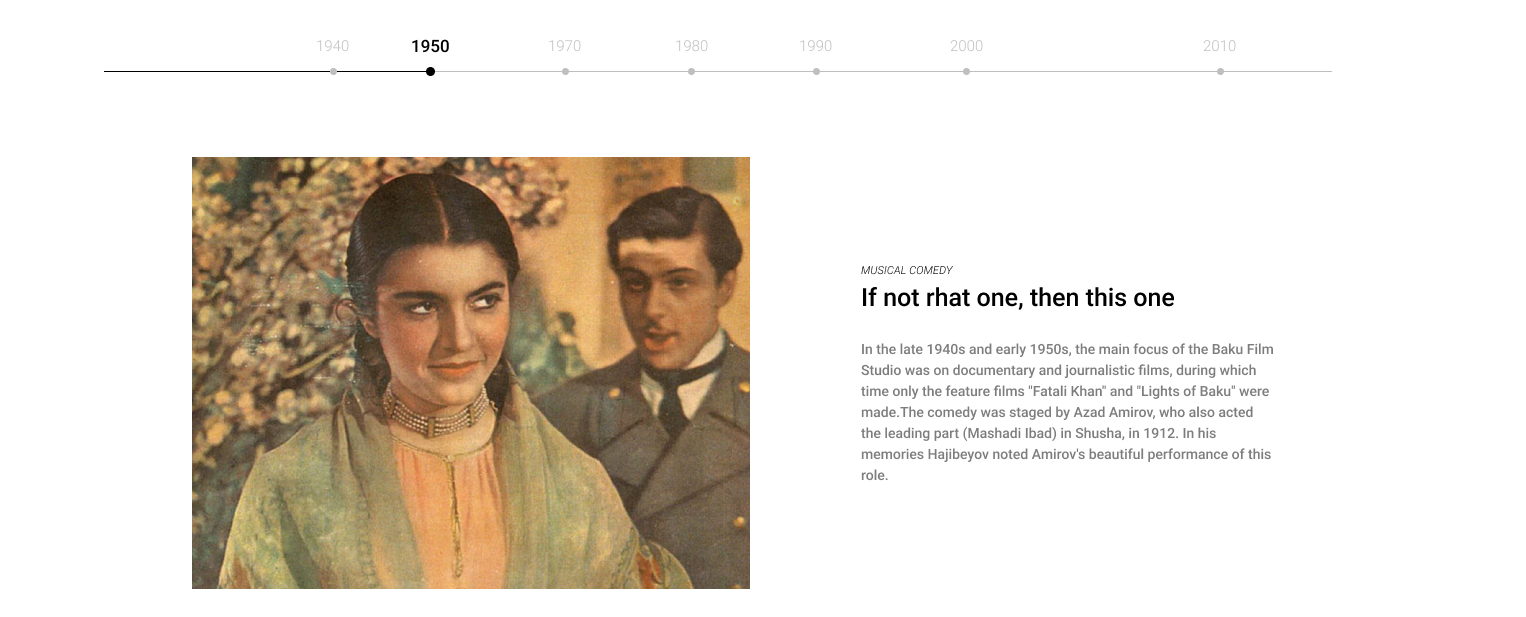 1940 1950 1970 1980 1990 2000 2010
MUSICAL COMEDY
If not rhat one, then this one
In the late 1940s and early 1950s, the main focus of the Baku Film
Studio was on documentary and journalistic films, during which
time only the feature films "Fatali Khan" and "Lights of Baku" were
made.The comedy was staged by Azad Amirov, who also acted
the leading part (Mashadi Ibad) in Shusha, in 1912. In his
memories Hajibeyov noted Amirov's beautiful performance of this
role.